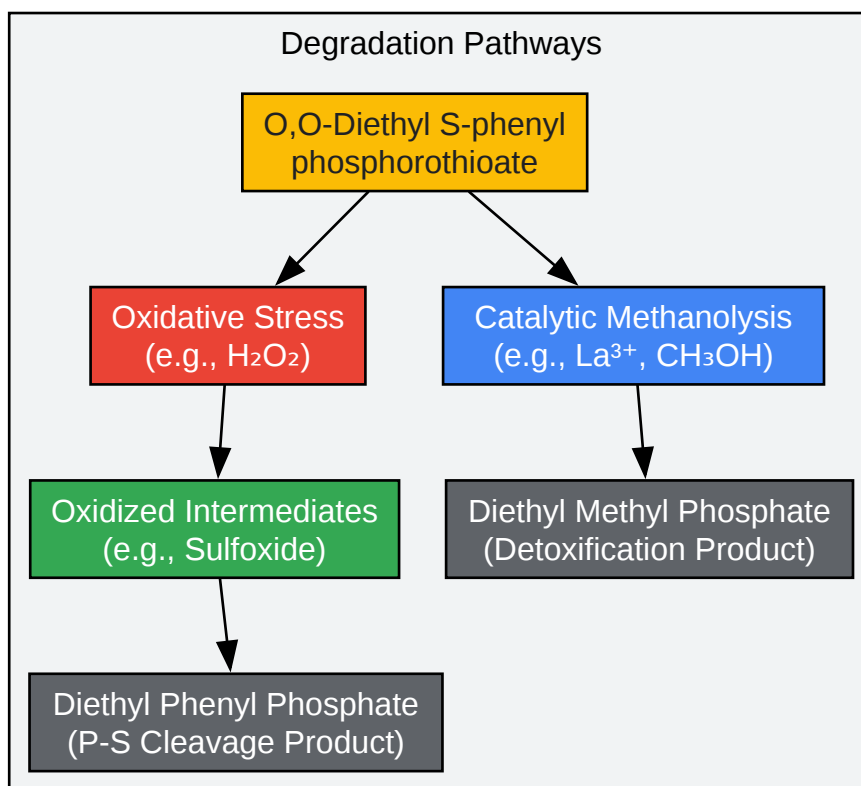 Degradation Pathways
O,O-Diethyl S-phenyl
phosphorothioate
Oxidative Stress
(e.g., H₂O₂)
Catalytic Methanolysis
(e.g., La³⁺, CH₃OH)
Oxidized Intermediates
(e.g., Sulfoxide)
Diethyl Methyl Phosphate
(Detoxification Product)
Diethyl Phenyl Phosphate
(P-S Cleavage Product)